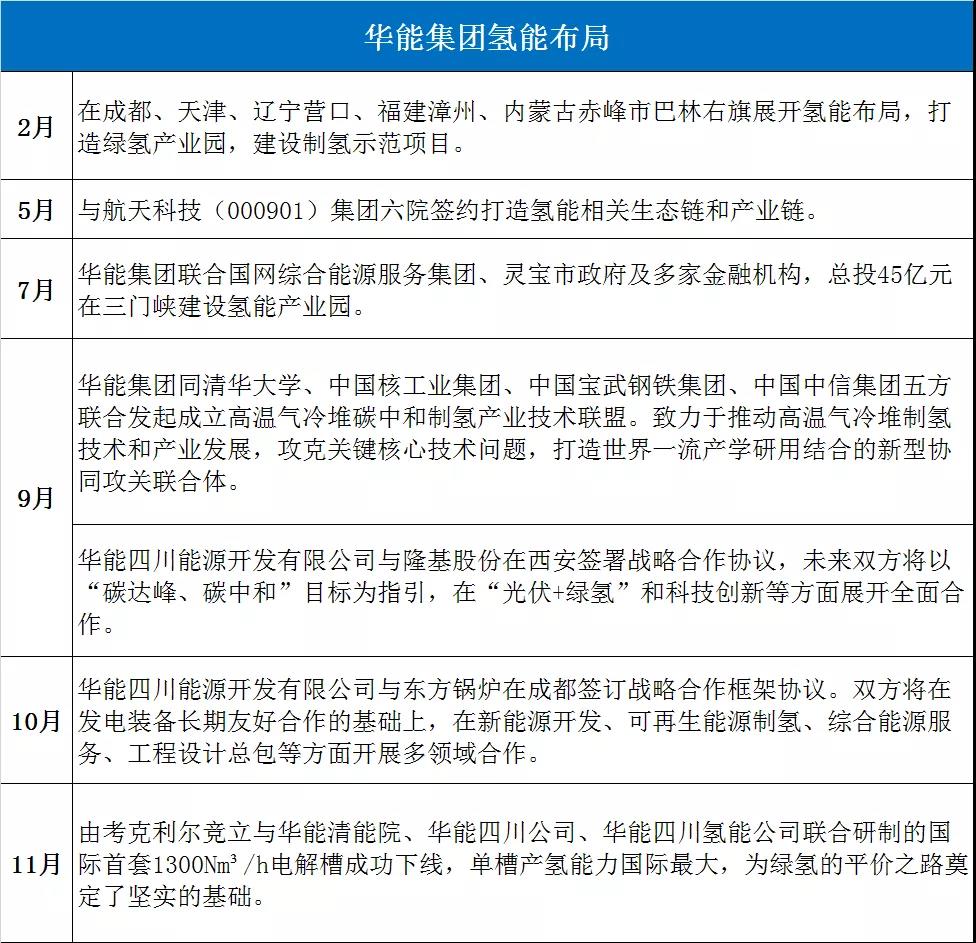 华能集团氢能布局
2月
在成都、天津、辽宁营口、福建漳州、内蒙古赤峰市巴林右旗展开氢能布局，打
造绿氢产业园，建设制氢示范项目。
5月
与航天科技（000901）集团六院签约打造氢能相关生态链和产业链。
7月
华能集团联合国网综合能源服务集团、灵宝市政府及多家金融机构，总投45亿元
在三门峡建设氢能产业园。
9月
华能集团同清华大学、中国核工业集团、中国宝武钢铁集团、中国中信集团五方
联合发起成立高温气冷堆碳中和制氢产业技术联盟。致力于推动高温气冷堆制氢
技术和产业发展，攻克关键核心技术问题，打造世界一流产学研用结合的新型协
同攻关联合体。
华能四川能源开发有限公司与隆基股份在西安签署战略合作协议，未来双方将以
“碳达峰、碳中和”目标为指引，在“光伏+绿氢”和科技创新等方面展开全面合
作。
10月
华能四川能源开发有限公司与东方锅炉在成都签订战略合作框架协议。双方将在
发电装备长期友好合作的基础上，在新能源开发、可再生能源制氢、综合能源服
务、工程设计总包等方面开展多领域合作。
11月
由考克利尔竞立与华能清能院、华能四川公司、华能四川氢能公司联合研制的国
际首套1300Nm³/h电解槽成功下线，单槽产氢能力国际最大，为绿氢的平价之路奠
定了坚实的基础。